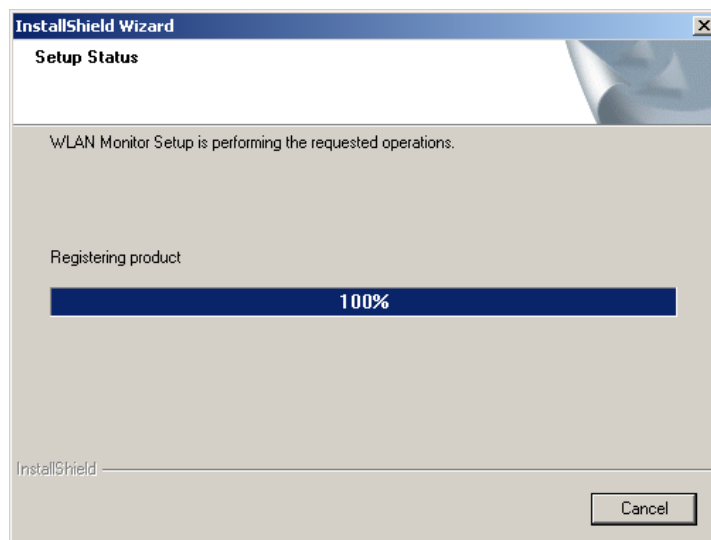 InstallShield Wizard
Setup Status
WLAN Monitor Setup is performing the requested operations.
Registering product
100%
InstallShield
Cancel